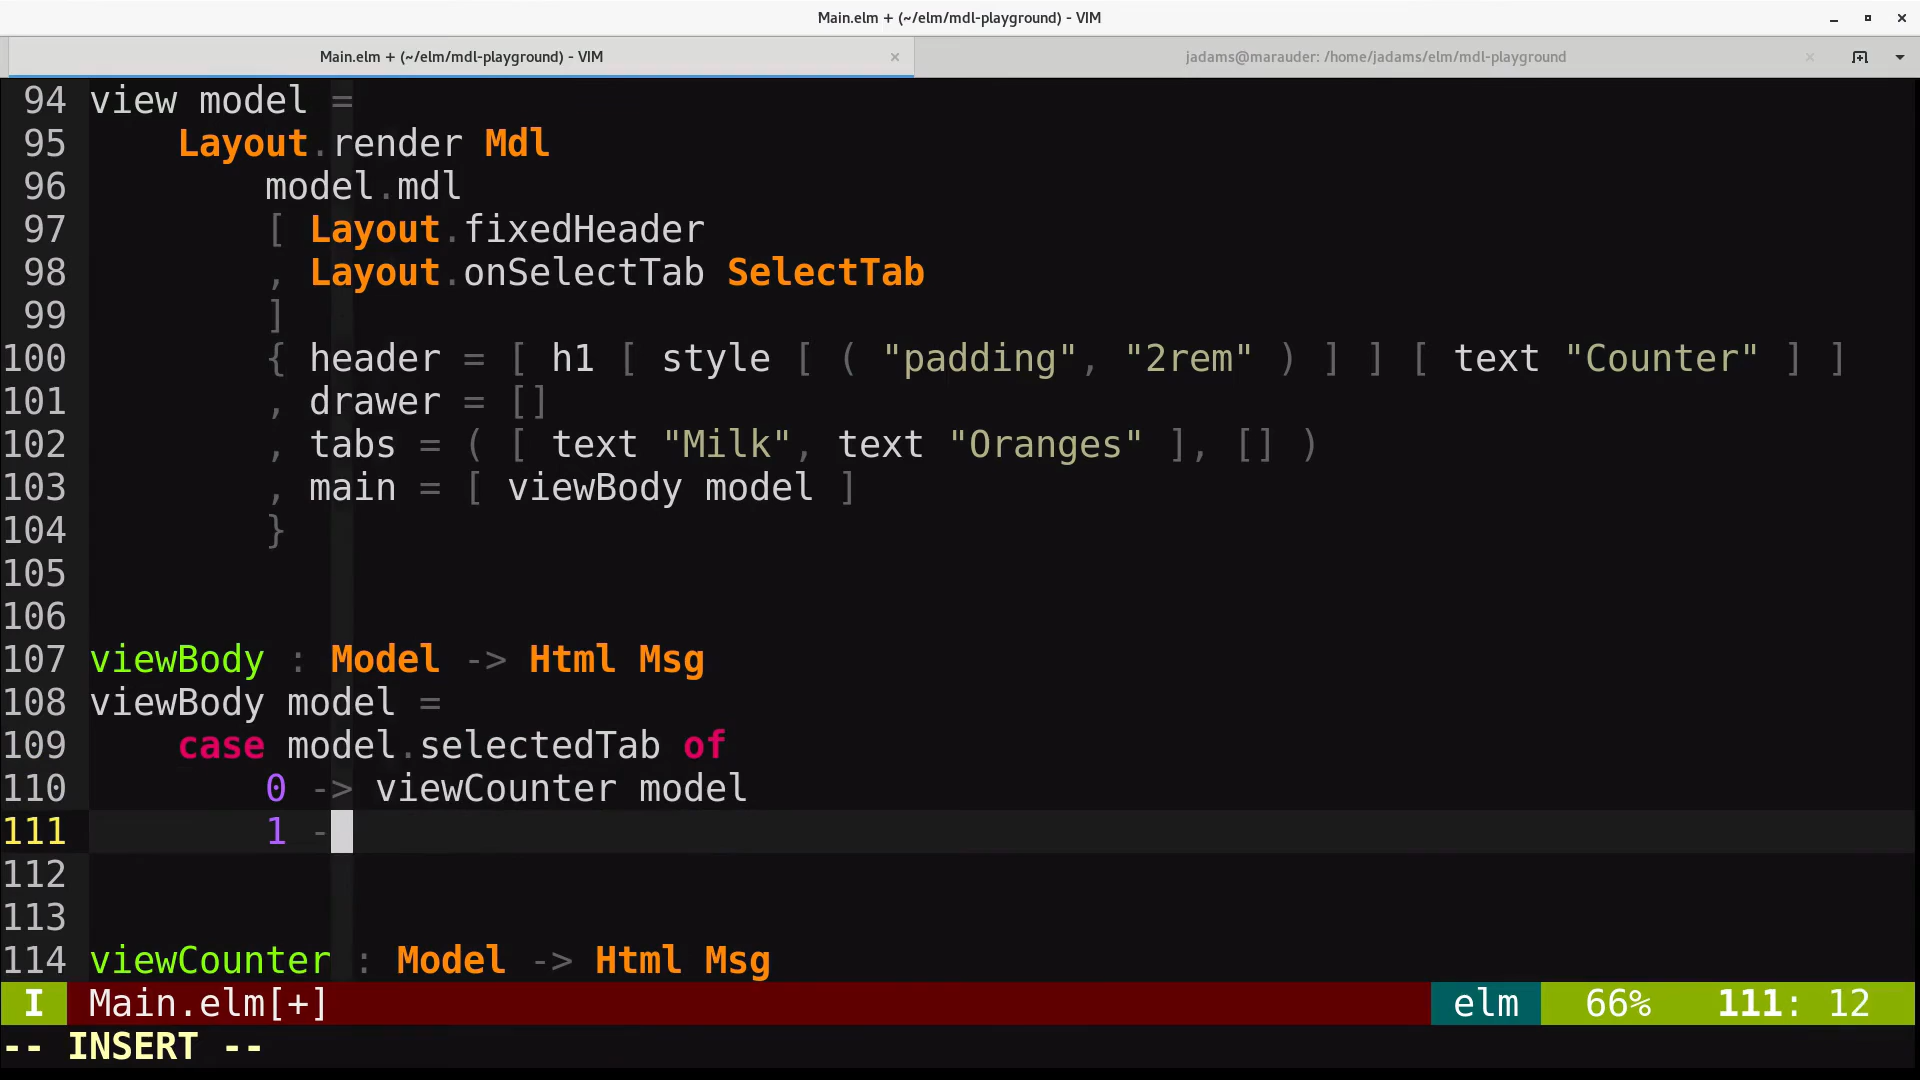 Main.elm + (~/elm/mdl-playground) - VIM
Main.elm + (~/elm/mdl-playground) - VIM
jadams@marauder: /home/jadams/elm/mdl-playground
94 view model =
95     Layout.render Mdl
96         model.mdl
97         [ Layout.fixedHeader
98         , Layout.onSelectTab SelectTab
99         ]
100         { header = [ h1 [ style [ ( "padding", "2rem" ) ] ] [ text "Counter" ] ]
101         , drawer = []
102         , tabs = ( [ text "Milk", text "Oranges" ], [] )
103         , main = [ viewBody model ]
104         }
105
106
107 viewBody : Model -> Html Msg
108 viewBody model =
109     case model.selectedTab of
110         0 -> viewCounter model
111         1 -
112
113
114 viewCounter : Model -> Html Msg
I Main.elm[+] elm 66% 111: 12
-- INSERT --